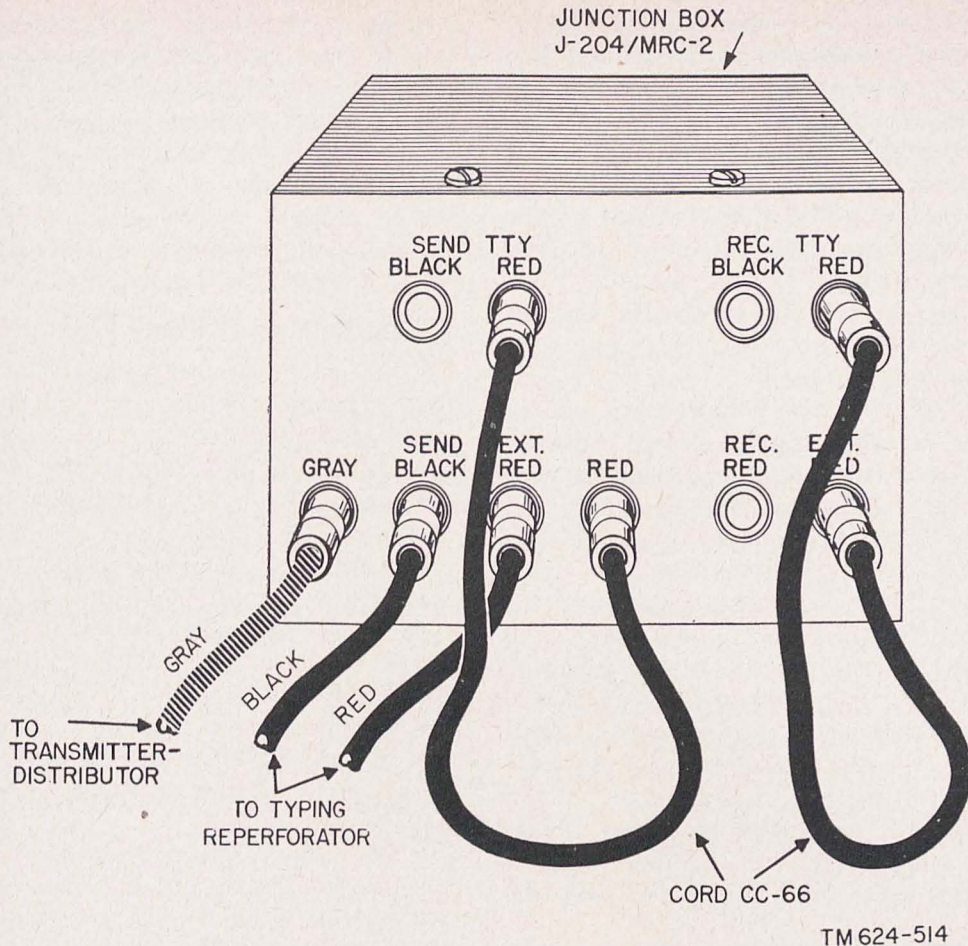 JUNCTION BOX
J-204/MRC-2
SEND TTY
BLACK RED
REC. TTY
BLACK RED
GRAY
SEND EXT.
BLACK RED
RED
REC. EXT.
RED RED
GRAY
BLACK
RED
TO
TRANSMITTER-
DISTRIBUTOR
TO TYPING
REPERFORATOR
CORD CC-66
TM 624-514